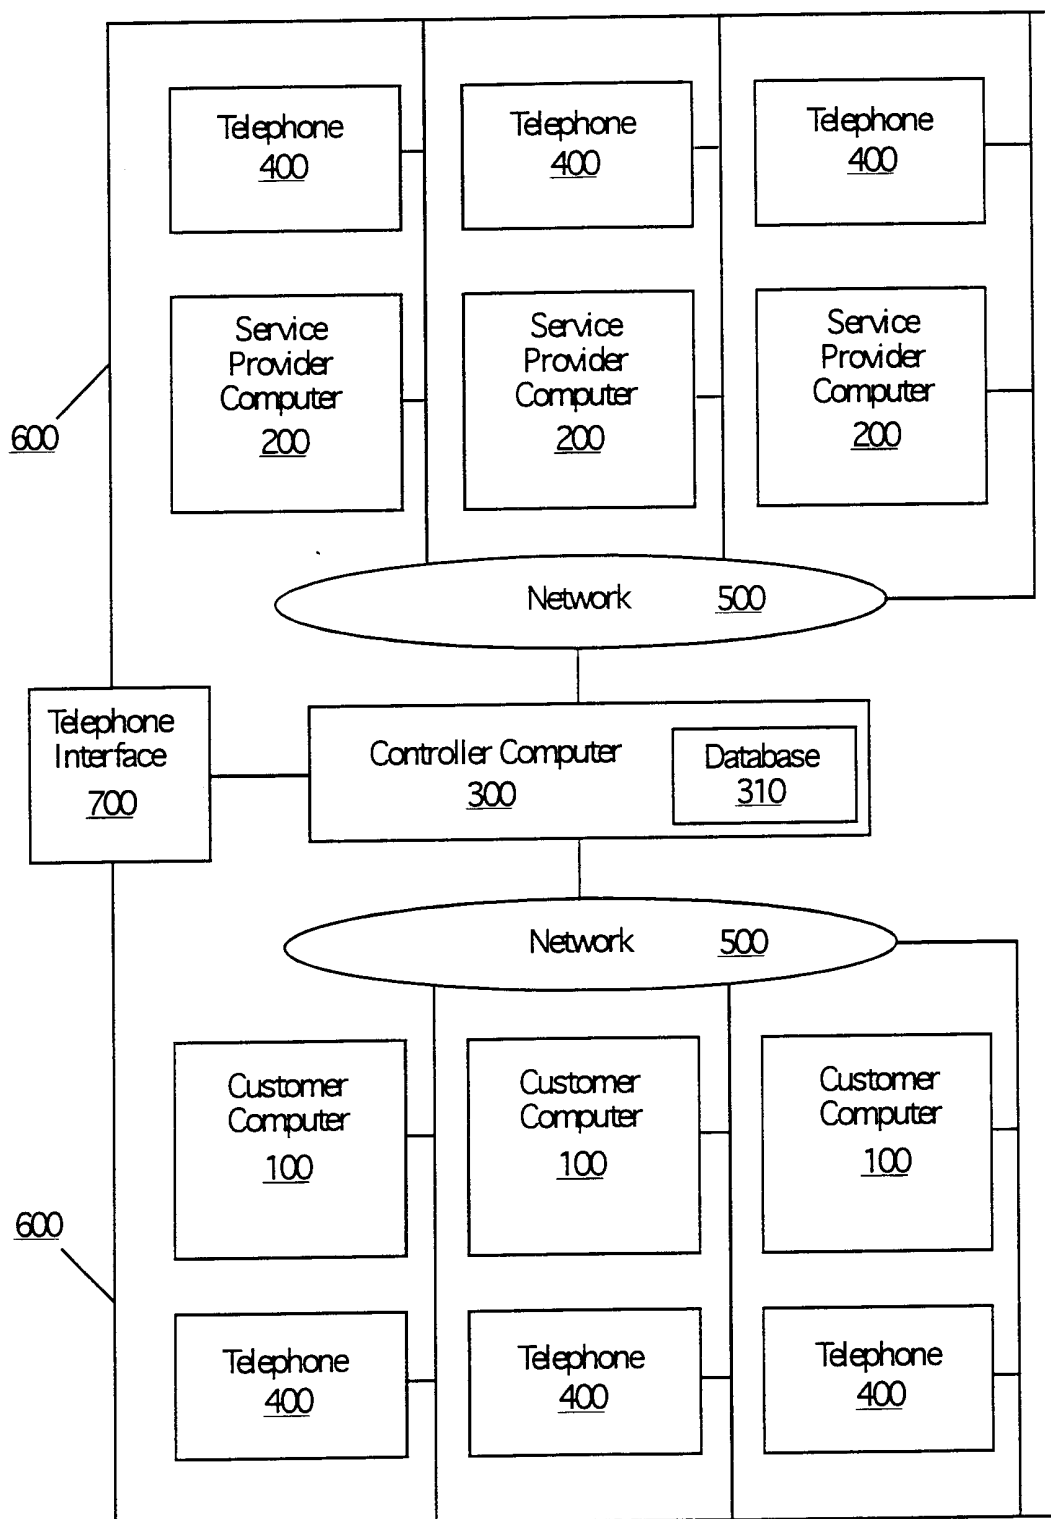 Telephone
400
Telephone
400
Telephone
400
Service
Provider
Computer
200
Service
Provider
Computer
200
Service
Provider
Computer
200
600
Network 500
Telephone
Interface
700
Controller Computer
300
Database
310
Network 500
Customer
Computer
100
Customer
Computer
100
Customer
Computer
100
600
Telephone
400
Telephone
400
Telephone
400